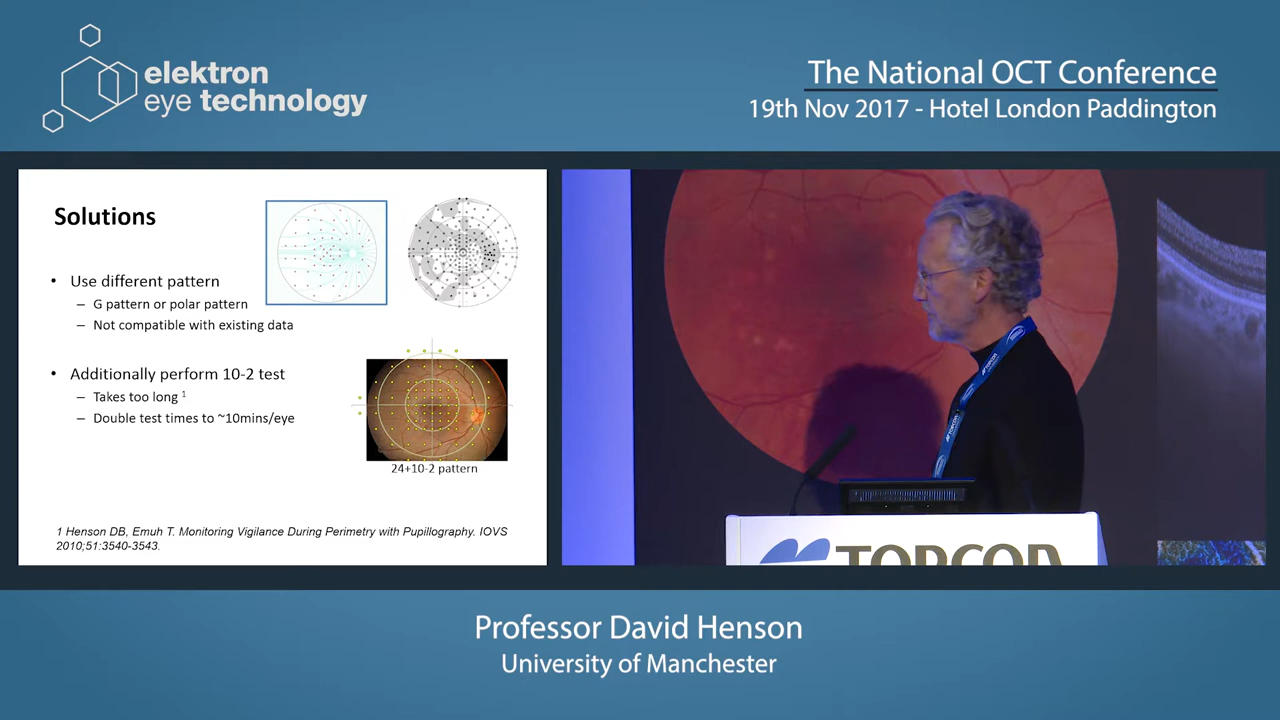 elektron
eye technology
The National OCT Conference
19th Nov 2017 - Hotel London Paddington
Solutions
• Use different pattern
– G pattern or polar pattern
– Not compatible with existing data
• Additionally perform 10-2 test
– Takes too long 1
– Double test times to ~10mins/eye
24+10-2 pattern
1 Henson DB, Emuh T. Monitoring Vigilance During Perimetry with Pupillography. IOVS
2010;51:3540-3543.
TOPCON
TOPCON
Professor David Henson
University of Manchester